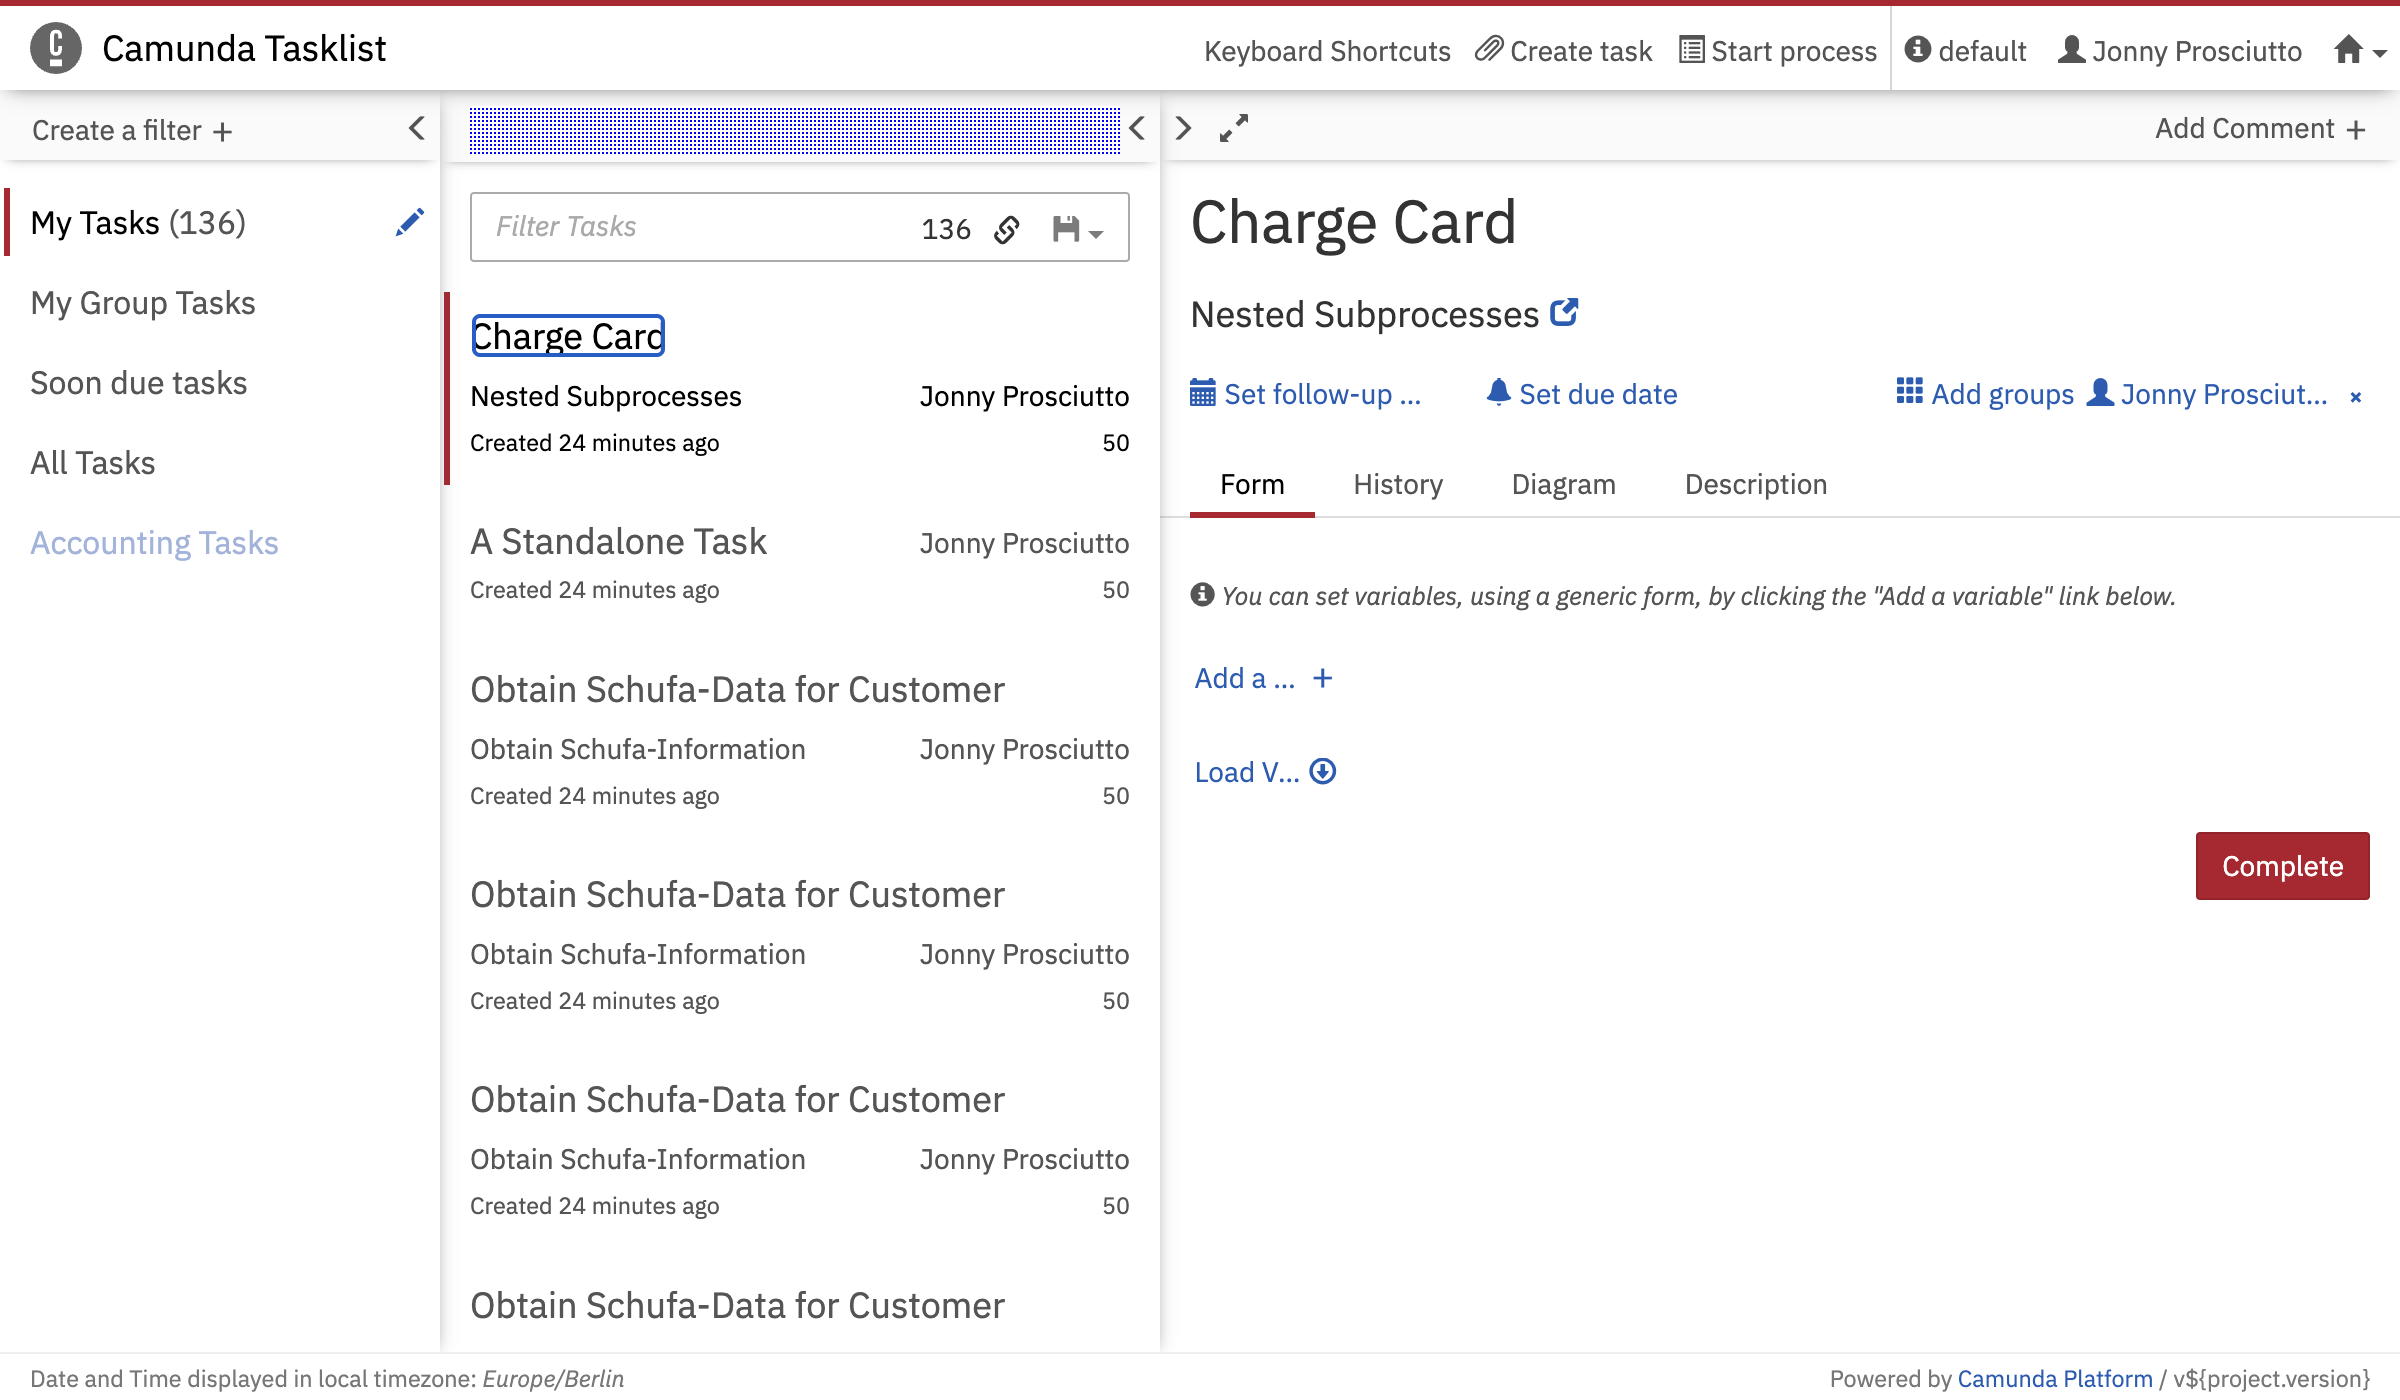 Camunda Tasklist
Keyboard Shortcuts Create task Start process default Jonny Prosciutto
Create a filter +
My Tasks (136)
My Group Tasks
Soon due tasks
All Tasks
Accounting Tasks
Filter Tasks 136
Charge Card
Nested Subprocesses Jonny Prosciutto
Created 24 minutes ago 50
A Standalone Task Jonny Prosciutto
Created 24 minutes ago 50
Obtain Schufa-Data for Customer
Obtain Schufa-Information Jonny Prosciutto
Created 24 minutes ago 50
Obtain Schufa-Data for Customer
Obtain Schufa-Information Jonny Prosciutto
Created 24 minutes ago 50
Obtain Schufa-Data for Customer
Obtain Schufa-Information Jonny Prosciutto
Created 24 minutes ago 50
Obtain Schufa-Data for Customer
Add Comment +
Charge Card
Nested Subprocesses
Set follow-up ... Set due date Add groups Jonny Prosciut... ×
Form History Diagram Description
You can set variables, using a generic form, by clicking the "Add a variable" link below.
Add a ... +
Load V...
Complete
Date and Time displayed in local timezone: Europe/Berlin
Powered by Camunda Platform / v${project.version}